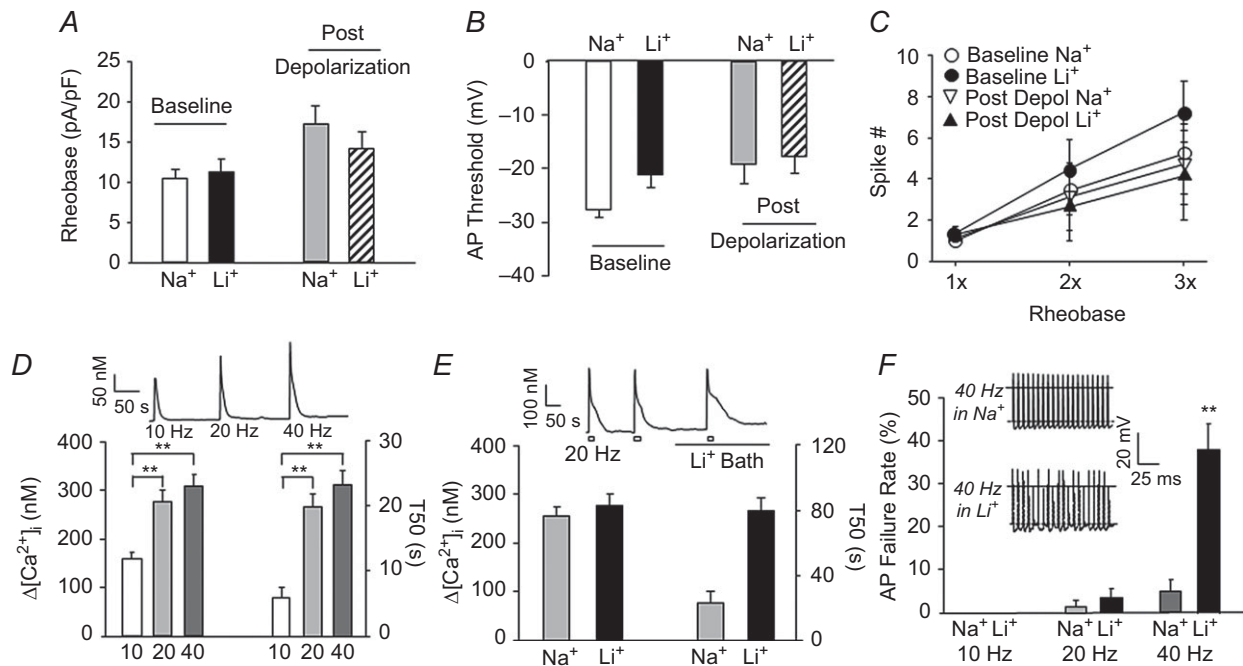 A
Post
Depolarization
Baseline
Rheobase (pA/pF)
25
20
15
10
5
0
Na⁺ Li⁺ Na⁺ Li⁺
B
Na⁺ Li⁺ Na⁺ Li⁺
AP Threshold (mV)
0
–10
–20
–30
–40
Baseline
Post
Depolarization
C
Spike #
10
8
6
4
2
0
Baseline Na⁺
Baseline Li⁺
Post Depol Na⁺
Post Depol Li⁺
1x 2x 3x
Rheobase
D
50 nM
50 s
10 Hz 20 Hz 40 Hz
Δ[Ca²⁺]i (nM)
400
300
200
100
0
** ** ** **
30
20
10
0
T50 (s)
10 20 40 10 20 40
E
100 nM
50 s
20 Hz
Li⁺ Bath
Δ[Ca²⁺]i (nM)
400
300
200
100
0
120
80
40
0
T50 (s)
Na⁺ Li⁺ Na⁺ Li⁺
F
AP Failure Rate (%)
50
40
30
20
10
0
40 Hz
in Na⁺
40 Hz
in Li⁺
20 mV
25 ms
**
Na⁺ Li⁺ Na⁺ Li⁺ Na⁺ Li⁺
10 Hz 20 Hz 40 Hz